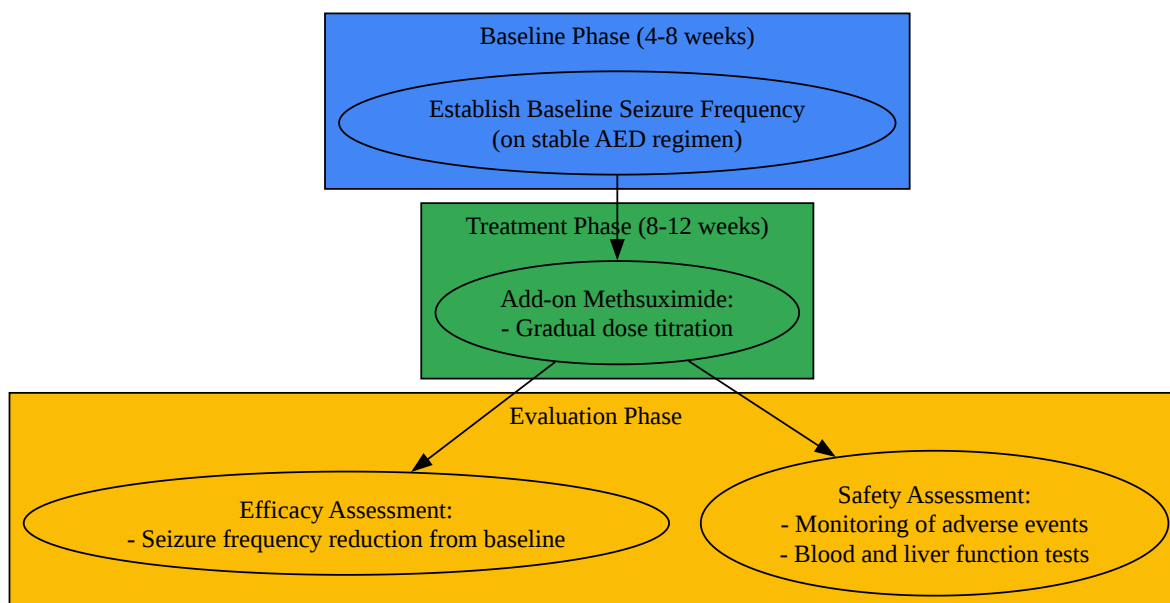 Baseline Phase (4-8 weeks)
Establish Baseline Seizure Frequency
(on stable AED regimen)
Treatment Phase (8-12 weeks)
Add-on Methsuximide:
- Gradual dose titration
Evaluation Phase
Efficacy Assessment:
- Seizure frequency reduction from baseline
Safety Assessment:
- Monitoring of adverse events
- Blood and liver function tests